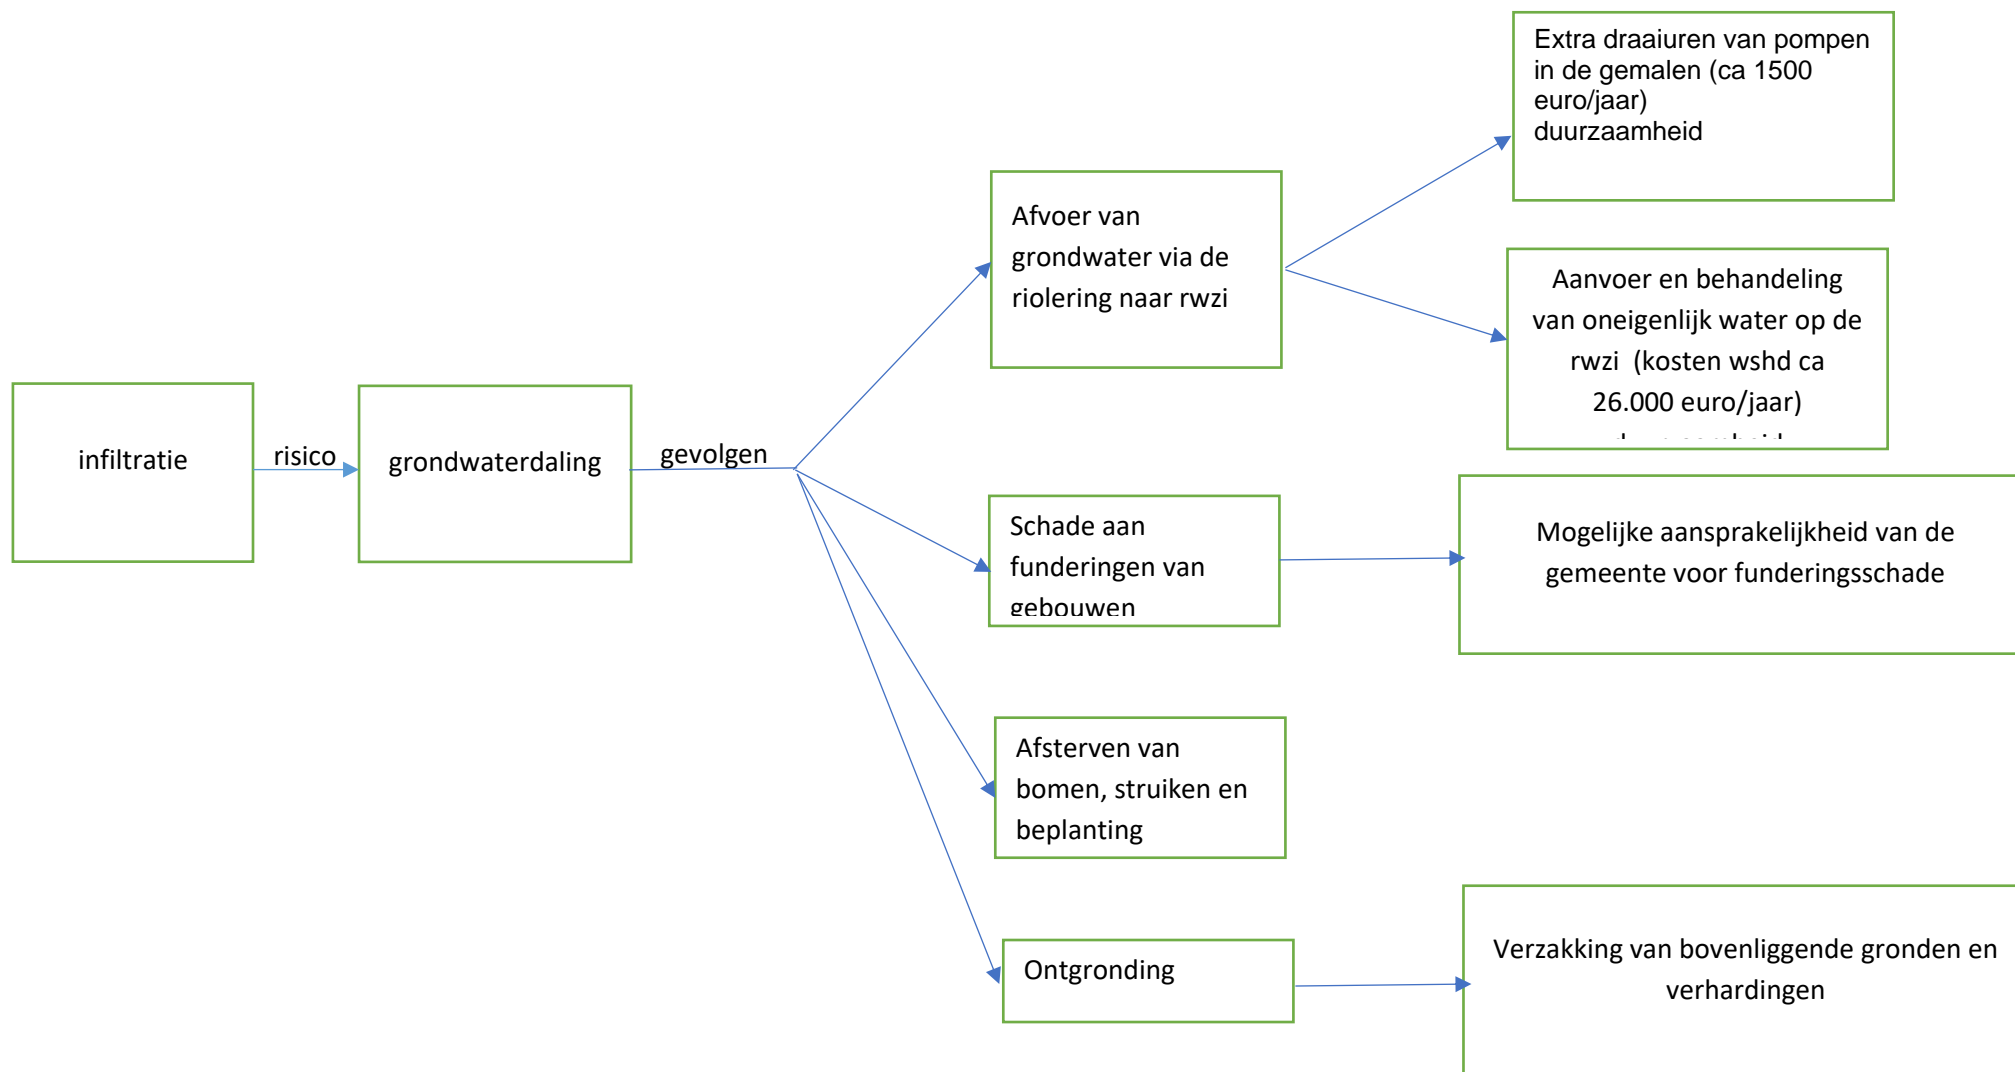 infiltratie
risico
grondwaterdaling
gevolgen
Afvoer van
grondwater via de
riolering naar rwzi
Extra draaiuren van pompen
in de gemalen (ca 1500
euro/jaar)
duurzaamheid
Aanvoer en behandeling
van oneigenlijk water op de
rwzi  (kosten wshd ca
26.000 euro/jaar)
Schade aan
funderingen van
gebouwen
Mogelijke aansprakelijkheid van de
gemeente voor funderingsschade
Afsterven van
bomen, struiken en
beplanting
Ontgronding
Verzakking van bovenliggende gronden en
verhardingen